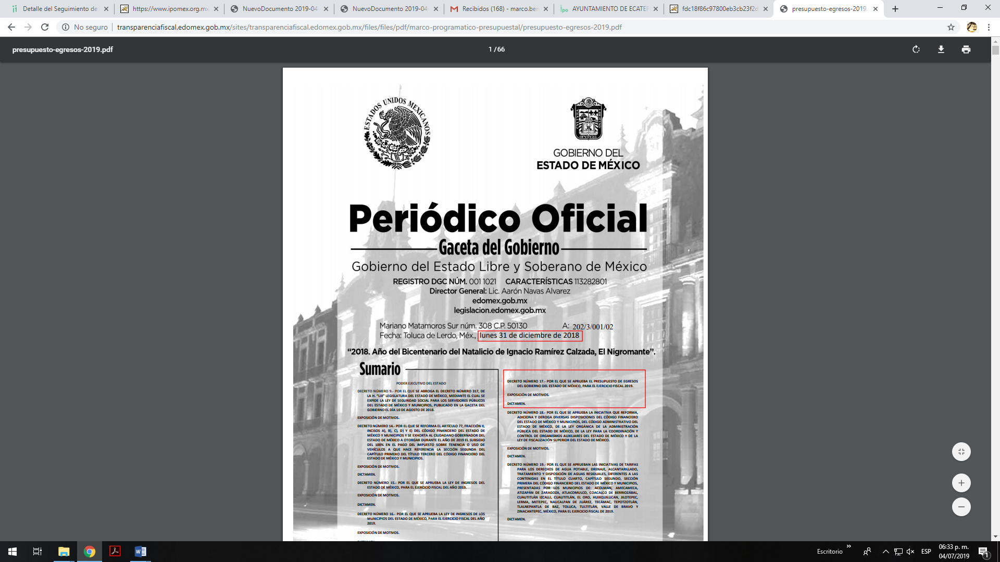 Detalle del Seguimiento de
https://www.ipomex.org.mx
NuevoDocumento 2019-04-
NuevoDocumento 2019-04-
Recibidos (168) - marco.ber
AYUNTAMIENTO DE ECATEP
fdc18f86c97800eb3cb23f2d
presupuesto-egresos-2019.
No seguro
transparenciafiscal.edomex.gob.mx/sites/transparenciafiscal.edomex.gob.mx/files/files/pdf/marco-programatico-presupuestal/presupuesto-egresos-2019.pdf
presupuesto-egresos-2019.pdf
1 / 66
ESTADOS UNIDOS MEXICANOS
GOBIERNO DEL
ESTADO DE MÉXICO
Periódico Oficial
Gaceta del Gobierno
Gobierno del Estado Libre y Soberano de México
REGISTRO DGC NÚM. 001 1021 CARACTERÍSTICAS 113282801
Director General: Lic. Aarón Navas Alvarez
edomex.gob.mx
legislacion.edomex.gob.mx
Mariano Matamoros Sur núm. 308 C.P. 50130 A: 202/3/001/02
Fecha: Toluca de Lerdo, Méx., lunes 31 de diciembre de 2018
“2018. Año del Bicentenario del Natalicio de Ignacio Ramírez Calzada, El Nigromante”.
Sumario
PODER EJECUTIVO DEL ESTADO
DECRETO NÚMERO 9.- POR EL QUE SE ABROGA EL DECRETO NÚMERO 317, DE
LA H. “LIX” LEGISLATURA DEL ESTADO DE MÉXICO, MEDIANTE EL CUAL SE
EXPIDE LA LEY DE SEGURIDAD SOCIAL PARA LOS SERVIDORES PÚBLICOS
DEL ESTADO DE MÉXICO Y MUNICIPIOS, PUBLICADO EN LA GACETA DEL
GOBIERNO EL DÍA 10 DE AGOSTO DE 2018.
EXPOSICIÓN DE MOTIVOS.
DECRETO NÚMERO 14.- POR EL QUE SE REFORMA EL ARTÍCULO 77, FRACCIÓN II,
INCISOS A), B), C), D) Y E) DEL CÓDIGO FINANCIERO DEL ESTADO DE
MÉXICO Y MUNICIPIOS Y SE EXHORTA AL CIUDADANO GOBERNADOR DEL
ESTADO DE MÉXICO A OTORGAR DURANTE EL AÑO DE 2019 EL SUBSIDIO
DEL 100% EN EL PAGO DEL IMPUESTO SOBRE TENENCIA O USO DE
VEHÍCULOS A QUE HACE REFERENCIA LA SECCIÓN SEGUNDA DEL
CAPÍTULO PRIMERO DEL TÍTULO TERCERO DEL CÓDIGO FINANCIERO DEL
ESTADO DE MÉXICO Y MUNICIPIOS.
EXPOSICIÓN DE MOTIVOS.
DICTAMEN.
DECRETO NÚMERO 15.- POR EL QUE SE APRUEBA LA LEY DE INGRESOS DEL
ESTADO DE MÉXICO, PARA EL EJERCICIO FISCAL DEL AÑO 2019.
EXPOSICIÓN DE MOTIVOS.
DICTAMEN.
DECRETO NÚMERO 16.- POR EL QUE SE APRUEBA LA LEY DE INGRESOS DE LOS
MUNICIPIOS DEL ESTADO DE MÉXICO, PARA EL EJERCICIO FISCAL DEL AÑO
2019.
EXPOSICIÓN DE MOTIVOS.
DECRETO NÚMERO 17.- POR EL QUE SE APRUEBA EL PRESUPUESTO DE EGRESOS
DEL GOBIERNO DEL ESTADO DE MÉXICO, PARA EL EJERCICIO FISCAL 2019.
EXPOSICIÓN DE MOTIVOS.
DICTAMEN.
DECRETO NÚMERO 18.- POR EL QUE SE APRUEBA LA INICIATIVA QUE REFORMA,
ADICIONA Y DEROGA DIVERSAS DISPOSICIONES DEL CÓDIGO FINANCIERO
DEL ESTADO DE MÉXICO Y MUNICIPIOS, DEL CÓDIGO ADMINISTRATIVO DEL
ESTADO DE MÉXICO, DE LA LEY ORGÁNICA DE LA ADMINISTRACIÓN
PÚBLICA DEL ESTADO DE MÉXICO, DE LA LEY PARA LA COORDINACIÓN Y
CONTROL DE ORGANISMOS AUXILIARES DEL ESTADO DE MÉXICO Y DE LA
LEY DE FISCALIZACIÓN SUPERIOR DEL ESTADO DE MÉXICO.
EXPOSICIÓN DE MOTIVOS.
DICTAMEN.
DECRETO NÚMERO 19.- POR EL QUE SE APRUEBAN LAS INICIATIVAS DE TARIFAS
PARA LOS DERECHOS DE AGUA POTABLE, DRENAJE, ALCANTARILLADO,
TRATAMIENTO Y DISPOSICIÓN DE AGUAS RESIDUALES, DIFERENTES A LAS
CONTENIDAS EN EL TÍTULO CUARTO, CAPÍTULO SEGUNDO, SECCIÓN
PRIMERA DEL CÓDIGO FINANCIERO DEL ESTADO DE MÉXICO Y MUNICIPIOS,
PRESENTADAS POR LOS MUNICIPIOS DE: ACOLMAN, AMECAMECA,
ATIZAPÁN DE ZARAGOZA, ATLACOMULCO, COACALCO DE BERRIOZÁBAL,
CUAUTITLÁN IZCALLI, CUAUTITLÁN, EL ORO, HUIXQUILUCAN, JILOTEPEC,
LERMA, METEPEC, NAUCALPAN DE JUÁREZ, TECÁMAC, TEPOTZOTLÁN,
TLALNEPANTLA DE BAZ, TOLUCA, TULTITLÁN, VALLE DE BRAVO Y
ZINACANTEPEC, MÉXICO, PARA EL EJERCICIO FISCAL DE 2019.
DICTAMEN.
Escritorio
ESP
06:33 p. m.
04/07/2019
1